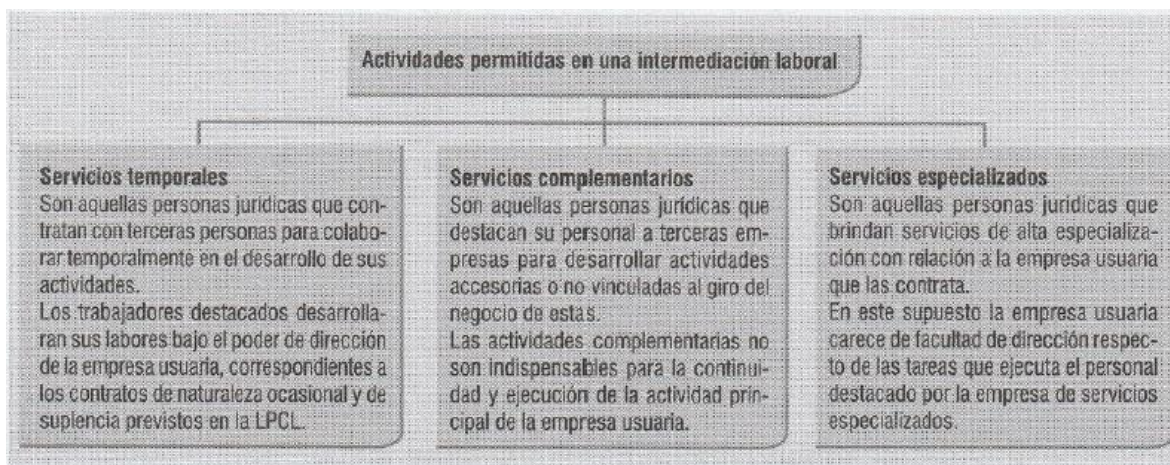 Actividades permitidas en una intermediación laboral
Servicios temporales
Son aquellas personas jurídicas que con-
tratan con terceras personas para colabo-
rar temporalmente en el desarrollo de sus
actividades.
Los trabajadores destacados desarrolla-
ran sus labores bajo el poder de dirección
de la empresa usuaria, correspondientes a
los contratos de naturaleza ocasional y de
suplencia previstos en la LPCL.
Servicios complementarios
Son aquellas personas jurídicas que
destacan su personal a terceras em-
presas para desarrollar actividades
accesorias o no vinculadas al giro del
negocio de estas.
Las actividades complementarias no
son indispensables para la continui-
dad y ejecución de la actividad prin-
cipal de la empresa usuaria.
Servicios especializados
Son aquellas personas jurídicas que
brindan servicios de alta especializa-
ción con relación a la empresa usuaria
que las contrata.
En este supuesto la empresa usuaria
carece de facultad de dirección respec-
to de las tareas que ejecuta el personal
destacado por la empresa de servicios
especializados.